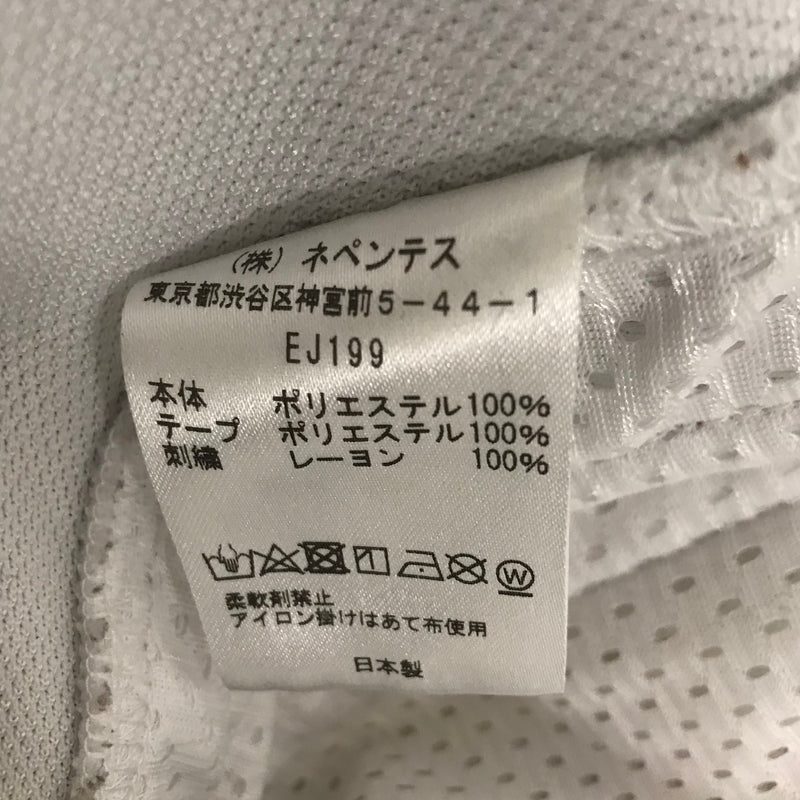 （株）ネペンテス
東京都渋谷区神宮前5－44－1
EJ199
本体 ポリエステル100%
テープ ポリエステル100%
刺繍 レーヨン 100%
W
柔軟剤禁止
アイロン掛けはあて布使用
日本製